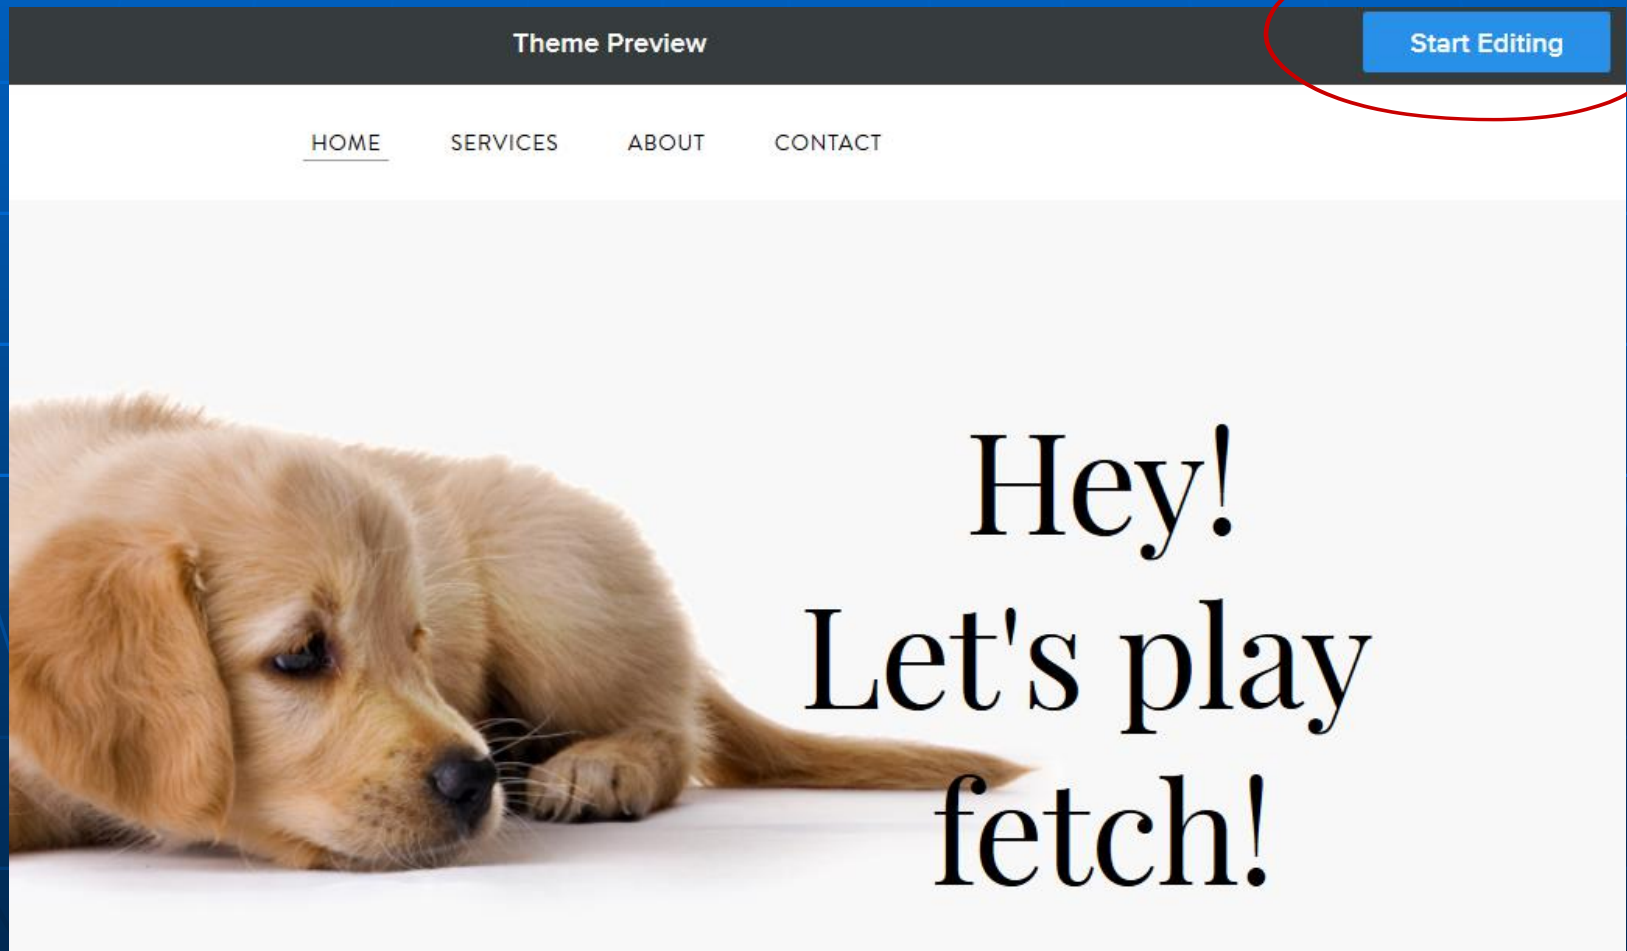 Theme Preview
Start Editing
HOME SERVICES ABOUT CONTACT
Hey!
Let's play
fetch!